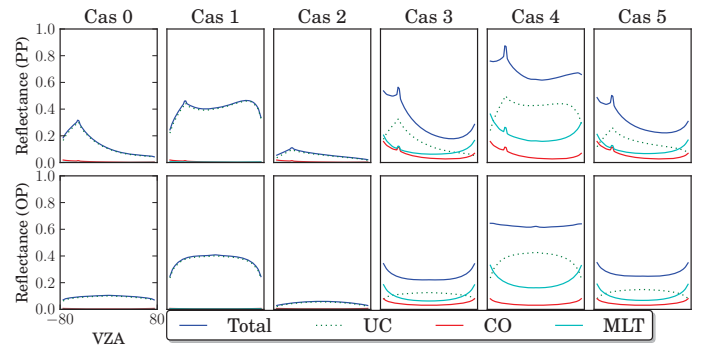 Cas 0 Cas 1 Cas 2 Cas 3 Cas 4 Cas 5
Reflectance (PP)
1.0
0.8
0.6
0.4
0.2
0.0
Reflectance (OP)
1.0
0.8
0.6
0.4
0.2
0.0
−80 80
VZA
Total UC CO MLT